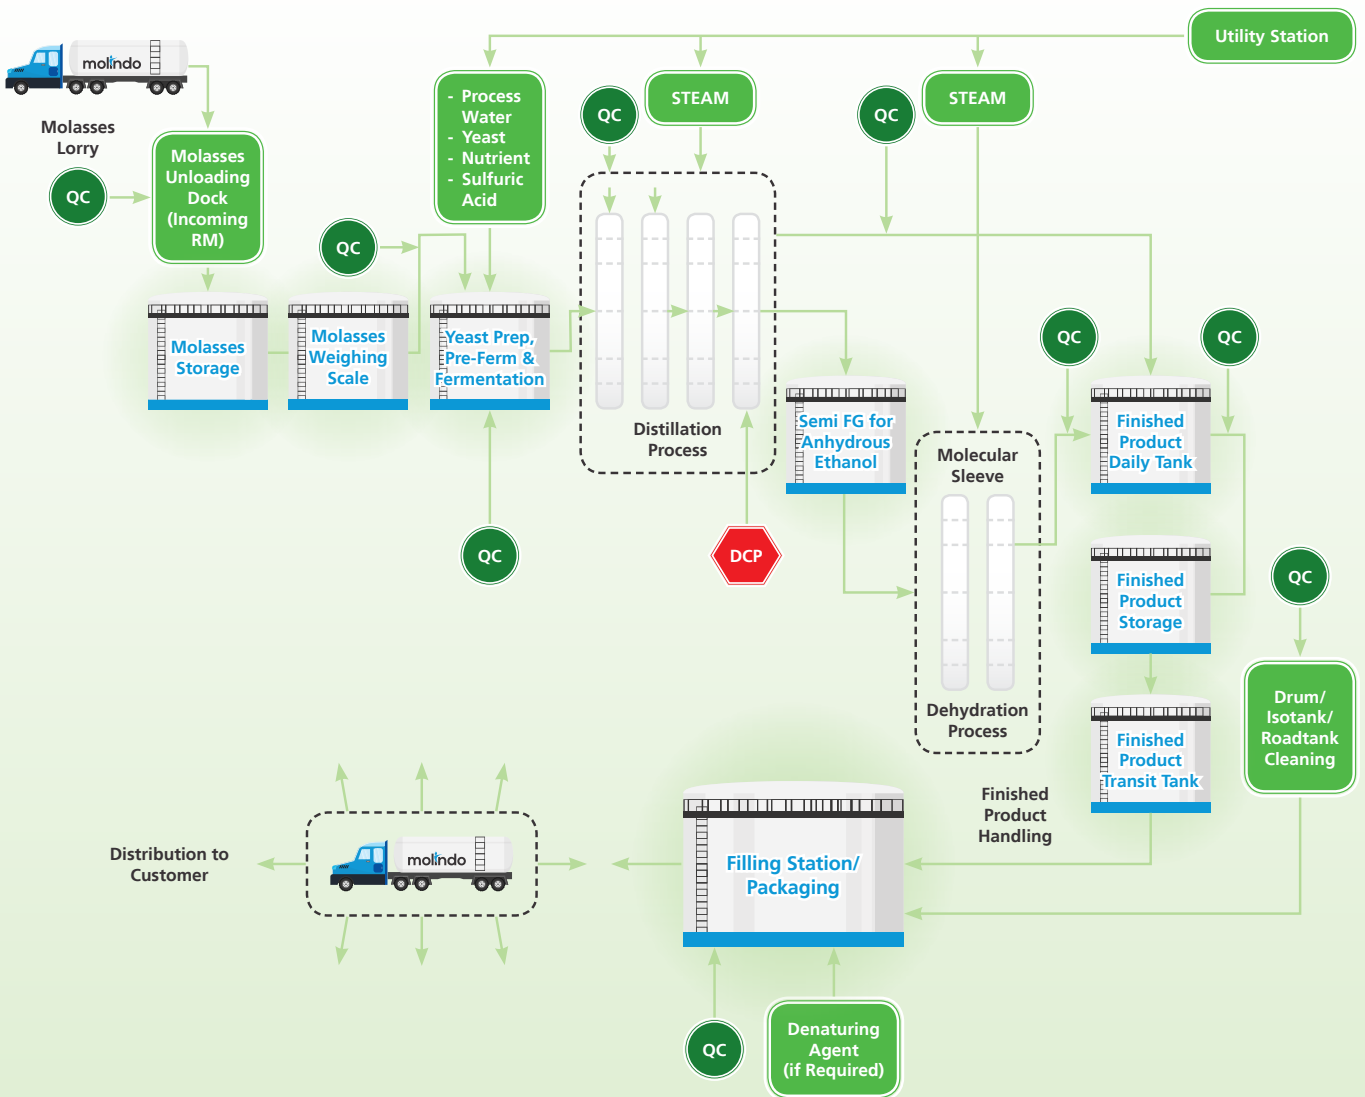 Utility Station
molindo
Molasses
Lorry
QC
Molasses
Unloading
Dock
(Incoming
RM)
- Process
Water
- Yeast
- Nutrient
- Sulfuric
Acid
QC
STEAM
QC
STEAM
QC
Molasses
Storage
Molasses
Weighing
Scale
Yeast Prep,
Pre-Ferm &
Fermentation
QC
Distillation
Process
DCP
Semi FG for
Anhydrous
Ethanol
Molecular
Sleeve
Dehydration
Process
QC
QC
Finished
Product
Daily Tank
Finished
Product
Storage
Finished
Product
Transit Tank
QC
Drum/
Isotank/
Roadtank
Cleaning
Finished
Product
Handling
Filling Station/
Packaging
QC
Denaturing
Agent
(if Required)
molindo
Distribution to
Customer